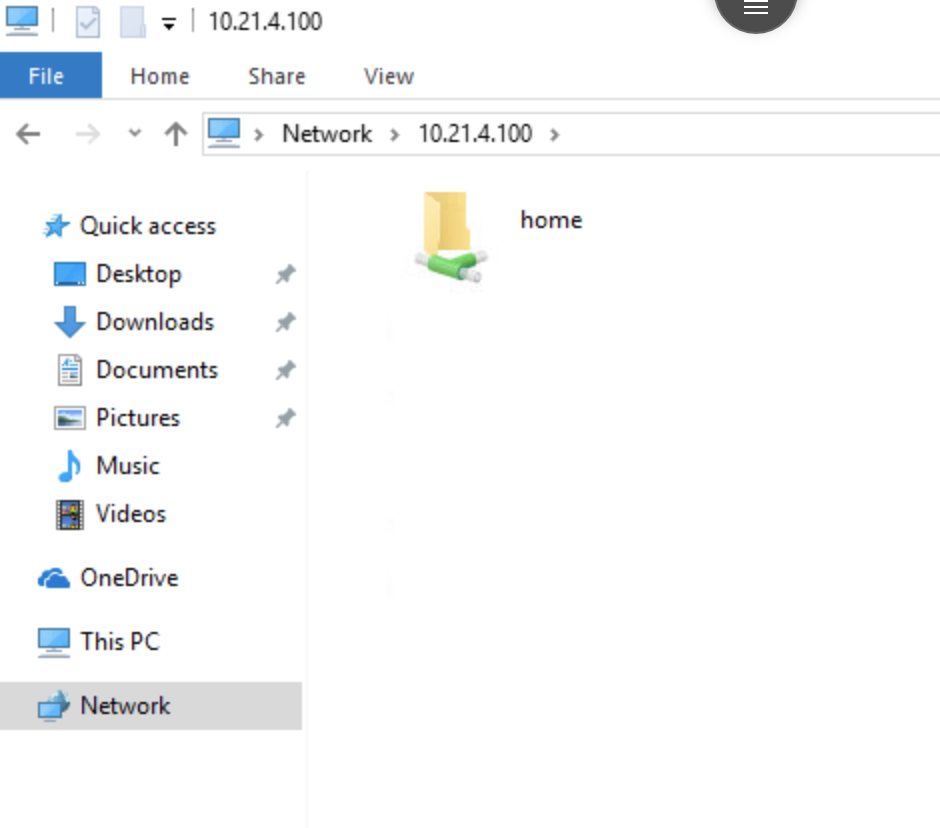 10.21.4.100
File Home Share View
Network 10.21.4.100
Quick access
Desktop
Downloads
Documents
Pictures
Music
Videos
OneDrive
This PC
Network
home